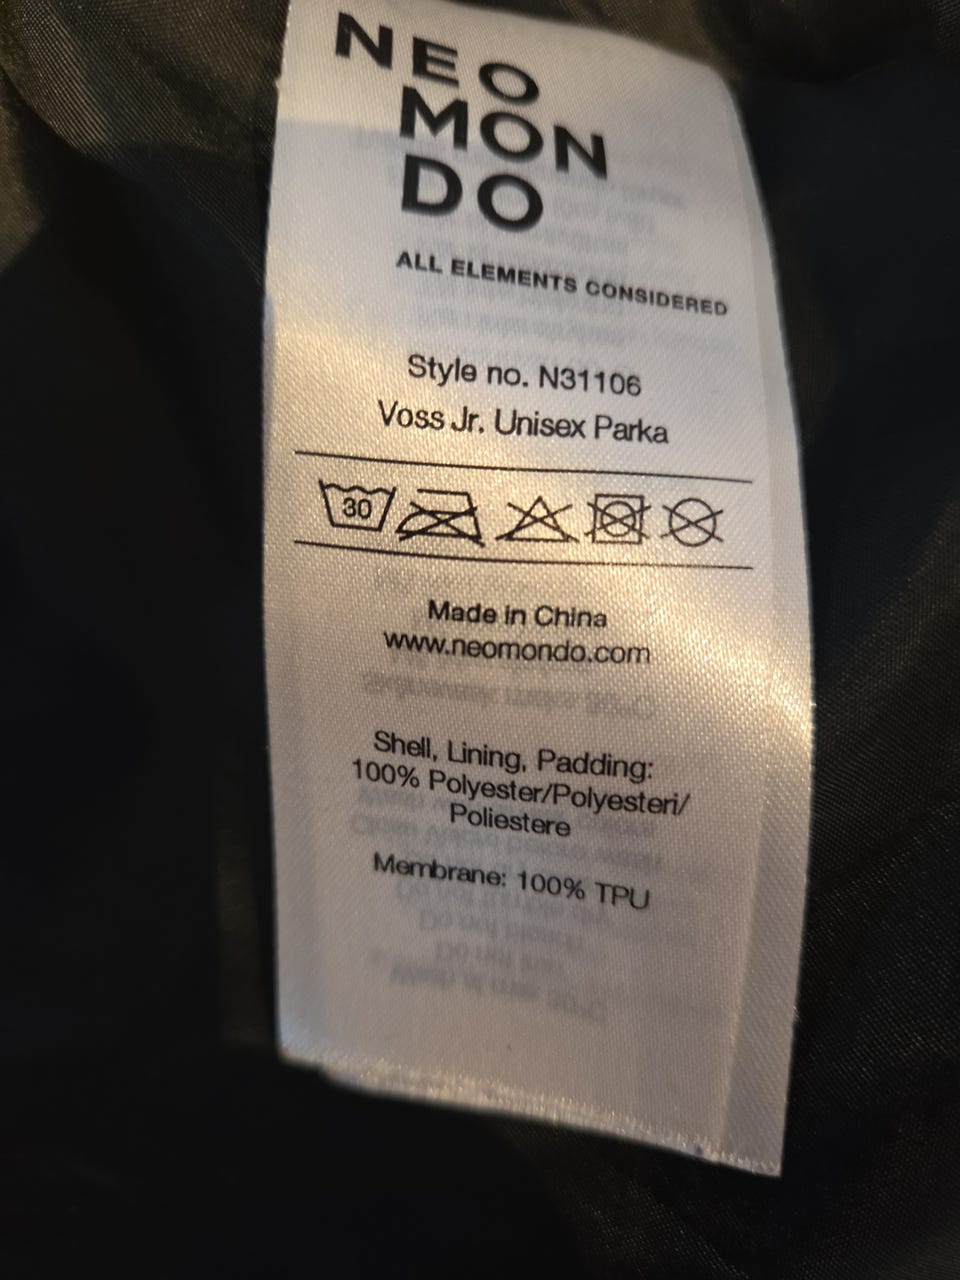 NEO
MON
DO
ALL ELEMENTS CONSIDERED
Style no. N31106
Voss Jr. Unisex Parka
30
Made in China
www.neomondo.com
Shell, Lining, Padding:
100% Polyester/Polyesteri/
Poliestere
Membrane: 100% TPU